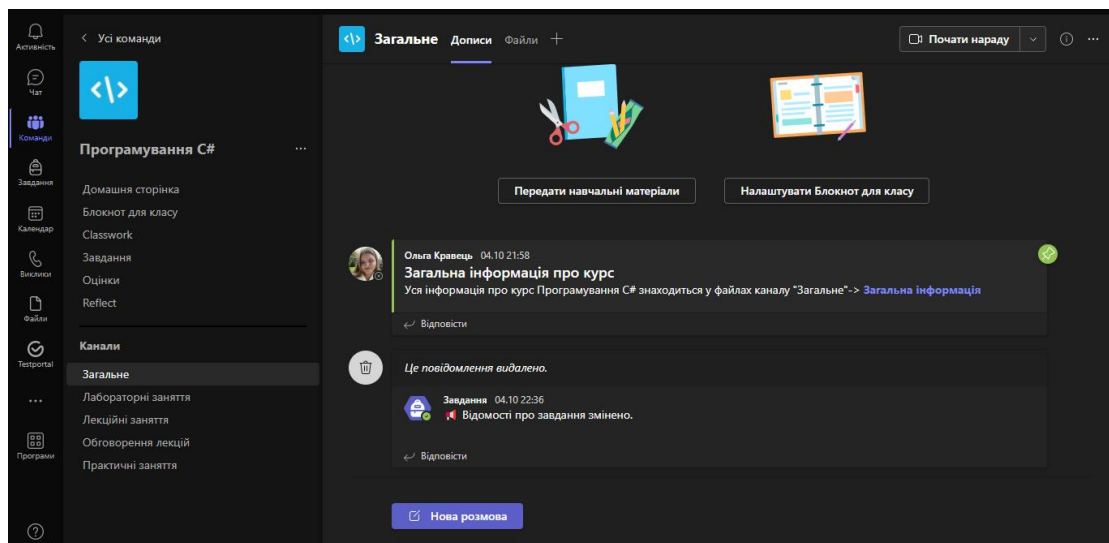 Активність
Чат
Команди
Завдання
Календар
Виклики
Файли
Testportal
Програми
Усі команди
Програмування C#
Домашня сторінка
Блокнот для класу
Classwork
Завдання
Оцінки
Reflect
Канали
Загальне
Лабораторні заняття
Лекційні заняття
Обговорення лекцій
Практичні заняття
Загальне Дописи Файли
Почати нараду
Передати навчальні матеріали
Налаштувати Блокнот для класу
Ольга Кравець 04.10 21:58
Загальна інформація про курс
Уся інформація про курс Програмування C# знаходиться у файлах каналу "Загальне"-> Загальна інформація
Відповісти
Це повідомлення видалено.
Завдання 04.10 22:36
Відомості про завдання змінено.
Відповісти
Нова розмова